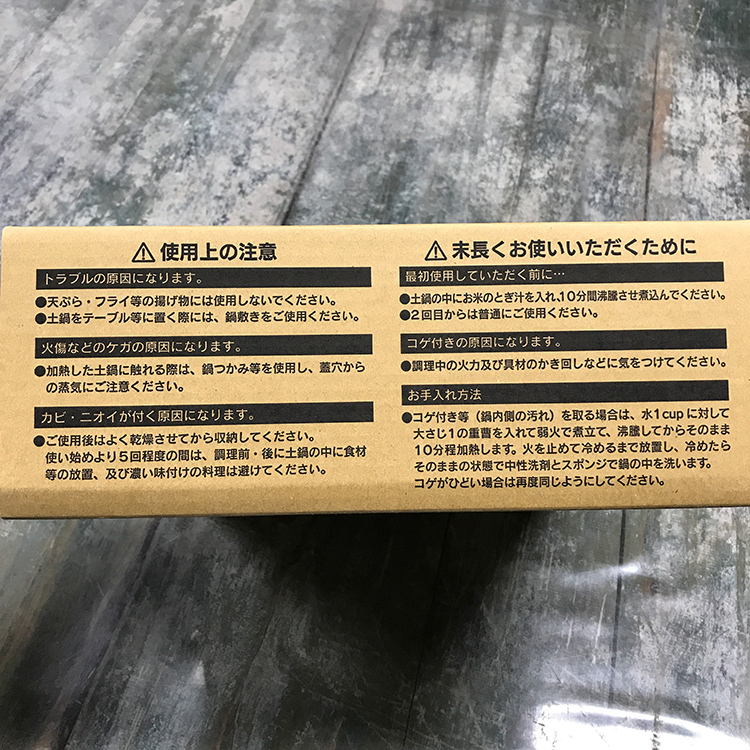 ⚠使用上の注意
トラブルの原因になります。
●天ぷら・フライ等の揚げ物には使用しないでください。
●土鍋をテーブル等に置く際には、鍋敷きをご使用ください。
火傷などのケガの原因になります。
●加熱した土鍋に触れる際は、鍋つかみ等を使用し、蓋穴から
の蒸気にご注意ください。
カビ・ニオイが付く原因になります。
●ご使用後はよく乾燥させてから収納してください。
使い始めより5回程度の間は、調理前・後に土鍋の中に食材
等の放置、及び濃い味付けの料理は避けてください。
⚠末長くお使いいただくために
最初使用していただく前に…
●土鍋の中にお米のとぎ汁を入れ、10分間沸騰させ煮込んでください。
●2回目からは普通にご使用ください。
コゲ付きの原因になります。
●調理中の火力及び具材のかき回しなどに気をつけてください。
お手入れ方法
●コゲ付き等（鍋内側の汚れ）を取る場合は、水1cupに対して
大さじ1の重曹を入れて弱火で煮立て、沸騰してからそのまま
10分程加熱します。火を止めて冷めるまで放置し、冷めたら
そのままの状態で中性洗剤とスポンジで鍋の中を洗います。
コゲがひどい場合は再度同じようにしてください。